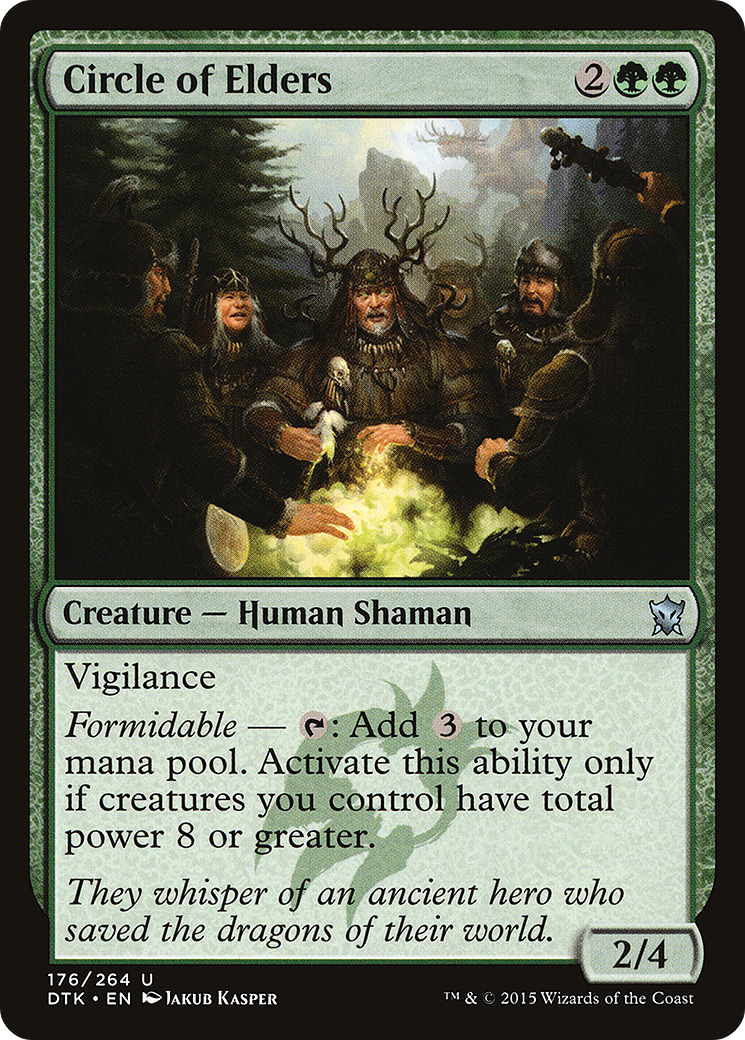 Circle of Elders 2
Creature — Human Shaman
Vigilance
Formidable — : Add 3 to your
mana pool. Activate this ability only
if creatures you control have total
power 8 or greater.
They whisper of an ancient hero who
saved the dragons of their world.
2/4
176/264 U
DTK • EN Jakub Kasper
™ & © 2015 Wizards of the Coast